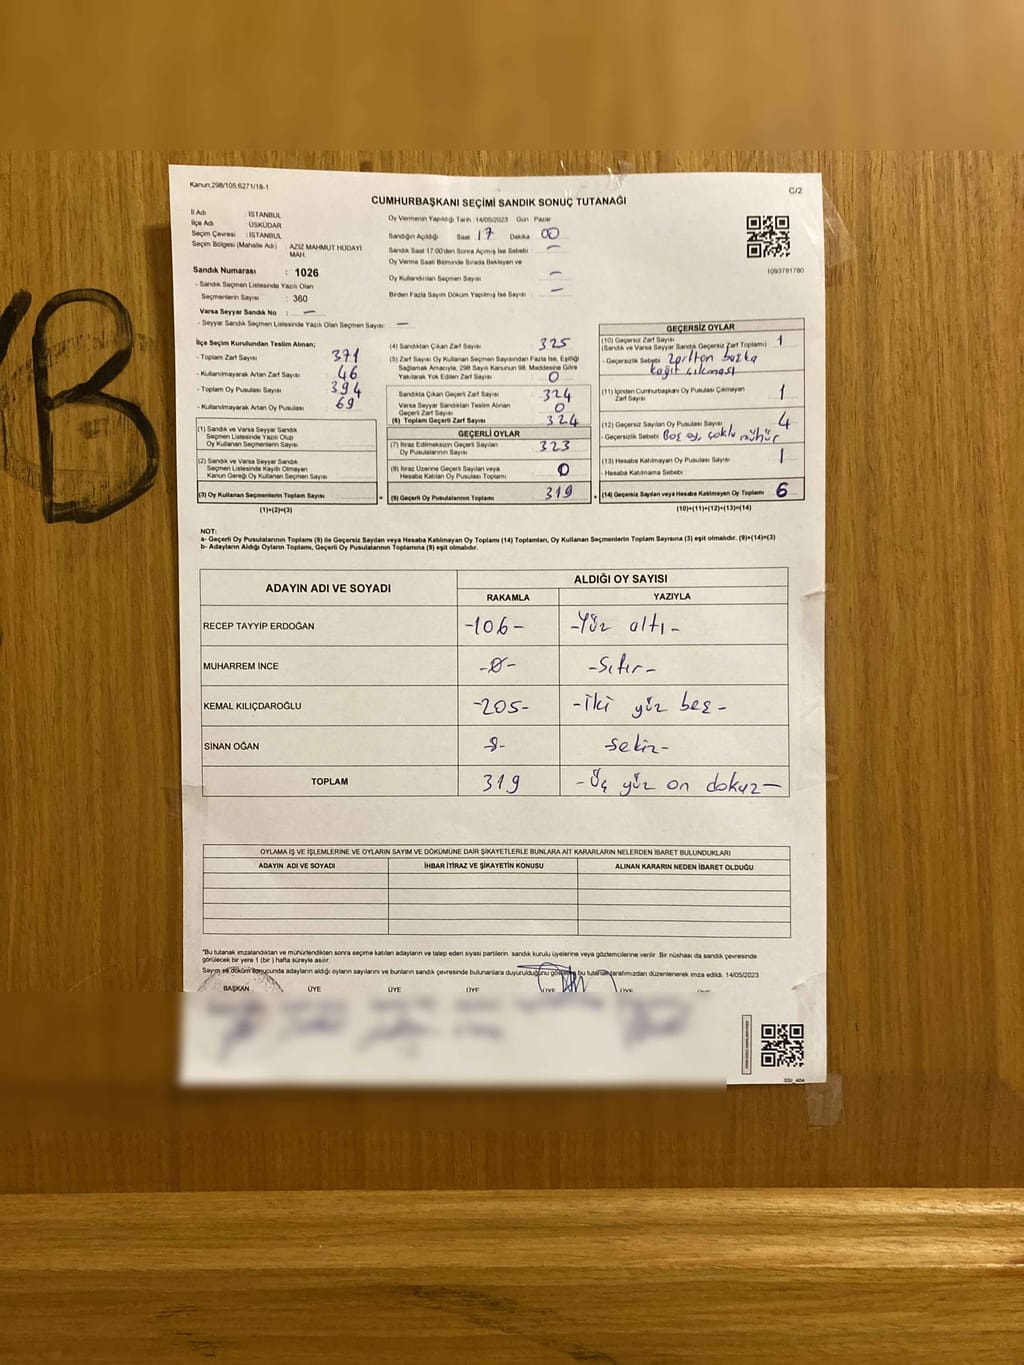 Kanun;298/105;6271/18-1
C/2
CUMHURBAŞKANI SEÇİMİ SANDIK SONUÇ TUTANAĞI
İl Adı : İSTANBUL
İlçe Adı : ÜSKÜDAR
Seçim Çevresi : İSTANBUL
Seçim Bölgesi (Mahalle Adı) : AZİZ MAHMUT HÜDAYİ
MAH.
Sandık Numarası : 1026
- Sandık Seçmen Listesinde Yazılı Olan
Seçmenlerin Sayısı : 360
Varsa Seyyar Sandık No : —
- Seyyar Sandık Seçmen Listesinde Yazılı Olan Seçmen Sayısı : —
Oy Vermenin Yapıldığı Tarih : 14/05/2023 Gün : Pazar
Sandığın Açıldığı Saat 17 Dakika 00
Sandık Saat 17:00'den Sonra Açılmış İse Sebebi : —
Oy Verme Saati Bitiminde Sırada Bekleyen ve
Oy Kullandırılan Seçmen Sayısı : —
Birden Fazla Sayım Döküm Yapılmış İse Sayısı : —
1093781780
İlçe Seçim Kurulundan Teslim Alınan;
- Toplam Zarf Sayısı : 371
- Kullanılmayarak Artan Zarf Sayısı : 46
- Toplam Oy Pusulası Sayısı : 394
- Kullanılmayarak Artan Oy Pusulası : 69
(1) Sandık ve Varsa Seyyar Sandık
Seçmen Listesinde Yazılı Olup
Oy Kullanan Seçmenlerin Sayısı
(2) Sandık ve Varsa Seyyar Sandık
Seçmen Listesinde Kayıtlı Olmayan
Kanun Gereği Oy Kullanan Seçmen Sayısı
(3) Oy Kullanan Seçmenlerin Toplam Sayısı
(1)+(2)=(3)
=
(4) Sandıktan Çıkan Zarf Sayısı : 325
(5) Zarf Sayısı Oy Kullanan Seçmen Sayısından Fazla İse, Eşitliği
Sağlamak Amacıyla, 298 Sayılı Kanunun 98. Maddesine Göre
Yakılarak Yok Edilen Zarf Sayısı : 0
Sandıkta Çıkan Geçerli Zarf Sayısı 324
Varsa Seyyar Sandıktan Teslim Alınan
Geçerli Zarf Sayısı 0
(6) Toplam Geçerli Zarf Sayısı 324
GEÇERLİ OYLAR
(7) İtiraz Edilmeksizin Geçerli Sayılan
Oy Pusulasının Sayısı 323
(8) İtiraz Üzerine Geçerli Sayılan veya
Hesaba Katılan Oy Pusulası Toplamı 0
(9) Geçerli Oy Pusulalarının Toplamı 319
+
GEÇERSİZ OYLAR
(10) Geçersiz Zarf Sayısı
(Sandık ve Varsa Seyyar Sandık Geçersiz Zarf Toplamı) : 1
- Geçersizlik Sebebi : Zarftan başka
kağıt çıkması
(11) İçinden Cumhurbaşkanı Oy Pusulası Çıkmayan
Zarf Sayısı 1
(12) Geçersiz Sayılan Oy Pusulası Sayısı 4
- Geçersizlik Sebebi : Boş oy, çoklu mühür
(13) Hesaba Katılmayan Oy Pusulası Sayısı : 1
- Hesaba Katılmama Sebebi :
(14) Geçersiz Sayılan veya Hesaba Katılmayan Oy Toplamı 6
(10)+(11)+(12)+(13)=(14)
NOT:
a- Geçerli Oy Pusulalarının Toplamı (9) ile Geçersiz Sayılan veya Hesaba Katılmayan Oy Toplamı (14) Toplamları, Oy Kullanan Seçmenlerin Toplam Sayısına (3) eşit olmalıdır. (9)+(14)=(3)
b- Adayların Aldığı Oyların Toplamı, Geçerli Oy Pusulalarının Toplamına (9) eşit olmalıdır.
ADAYIN ADI VE SOYADI ALDIĞI OY SAYISI
RAKAMLA YAZIYLA
RECEP TAYYİP ERDOĞAN -106- -Yüz altı-
MUHARREM İNCE -0- -Sıfır-
KEMAL KILIÇDAROĞLU -205- -İki yüz beş-
SİNAN OĞAN -8- sekiz-
TOPLAM 319 -Üç yüz on dokuz-
OYLAMA İŞ VE İŞLEMLERİNE VE OYLARIN SAYIM VE DÖKÜMÜNE DAİR ŞİKAYETLERLE BUNLARA AİT KARARLARIN NELERDEN İBARET BULUNDUKLARI
ADAYIN ADI VE SOYADI İHBAR İTİRAZ VE ŞİKAYETİN KONUSU ALINAN KARARIN NEDEN İBARET OLDUĞU
*Bu tutanak imzalandıktan ve mühürlendikten sonra seçime katılan adayların ve talep eden siyasi partilerin sandık kurulu üyelerine veya gözlemcilerine verilir. Bir nüshası da sandık çevresinde
görülecek bir yere 1 (bir ) hafta süreyle asılır.
Sayım ve döküm sonucunda adayların aldığı oyların sayılarını ve bunların sandık çevresinde bulunanlara duyurulduğunu gösteren bu tutanak tarafımızdan düzenlenerek imza edildi. 14/05/2023
BAŞKAN ÜYE ÜYE ÜYE ÜYE ÜYE
B